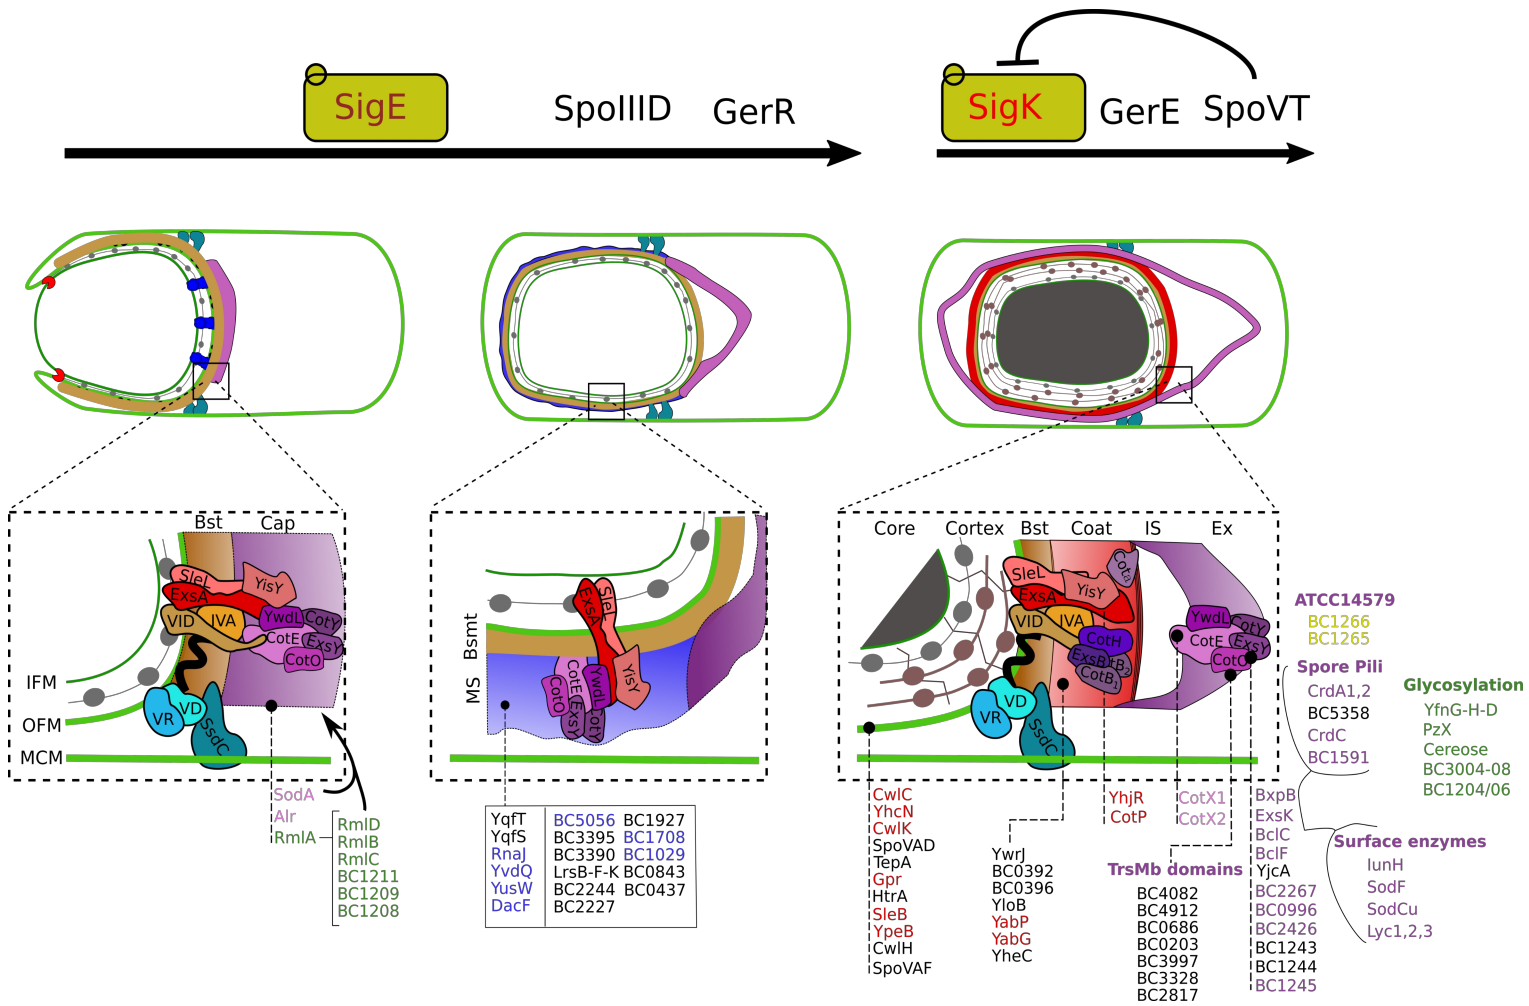 SigE
SpoIIID
GerR
SigK
GerE
SpoVT
Bst
Cap
SleL
YisY
ExsA
VID
IVA
YwdL
CotY
CotE
ExsY
CotO
IFM
OFM
MCM
VR
VD
SsdC
SodA
Alr
RmlA
RmlD
RmlB
RmlC
BC1211
BC1209
BC1208
Bsmt
MS
ExsA
SleL
YisY
CotE
CotO
ExsY
YwdL
CotY
YqfT
YqfS
RnaJ
YvdQ
YusW
DacF
BC5056 BC1927
BC3395 BC1708
BC3390 BC1029
LrsB-F-K BC0843
BC2244 BC0437
BC2227
Core
Cortex
Bst
Coat
IS
Ex
SleL
ExsA
YisY
Cotα
VID
IVA
CotH
ExsB
tB2
CotB1
YwdL
CotY
CotE
ExsY
CotO
VR
VD
SsdC
CwlC
YhcN
CwlK
SpoVAD
TepA
Gpr
HtrA
SleB
YpeB
CwlH
SpoVAF
YwrJ
BC0392
BC0396
YloB
YabP
YabG
YheC
YhjR
CotP
CotX1
CotX2
TrsMb domains
BC4082
BC4912
BC0686
BC0203
BC3997
BC3328
BC2817
BxpB
ExsK
BclC
BclF
YjcA
BC2267
BC0996
BC2426
BC1243
BC1244
BC1245
ATCC14579
BC1266
BC1265
Spore Pili
CrdA1,2
BC5358
CrdC
BC1591
Glycosylation
YfnG-H-D
PzX
Cereose
BC3004-08
BC1204/06
Surface enzymes
IunH
SodF
SodCu
Lyc1,2,3